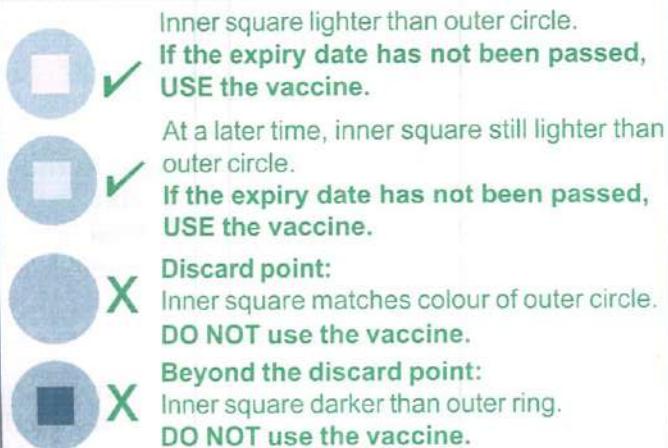 Inner square lighter than outer circle.
If the expiry date has not been passed,
USE the vaccine.
At a later time, inner square still lighter than
outer circle.
If the expiry date has not been passed,
USE the vaccine.
Discard point:
Inner square matches colour of outer circle.
DO NOT use the vaccine.
Beyond the discard point:
Inner square darker than outer ring.
DO NOT use the vaccine.